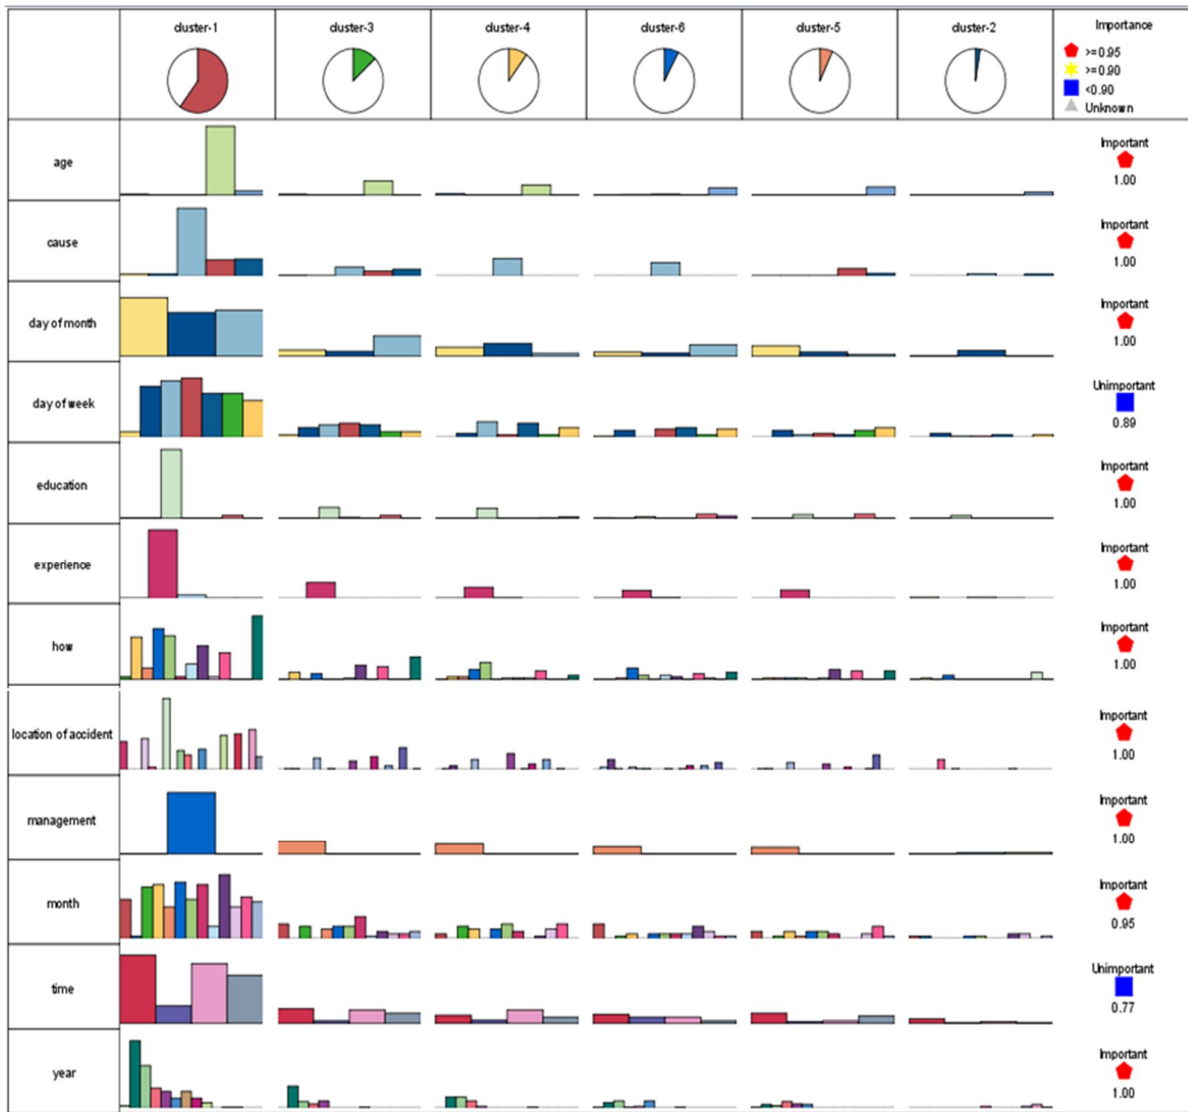 cluster-1 cluster-3 cluster-4 cluster-6 cluster-5 cluster-2 Importance
>=0.95
>=0.90
<0.90
Unknown
age Important
1.00
cause Important
1.00
day of month Important
1.00
day of week Unimportant
0.89
education Important
1.00
experience Important
1.00
how Important
1.00
location of accident Important
1.00
management Important
1.00
month Important
0.95
time Unimportant
0.77
year Important
1.00